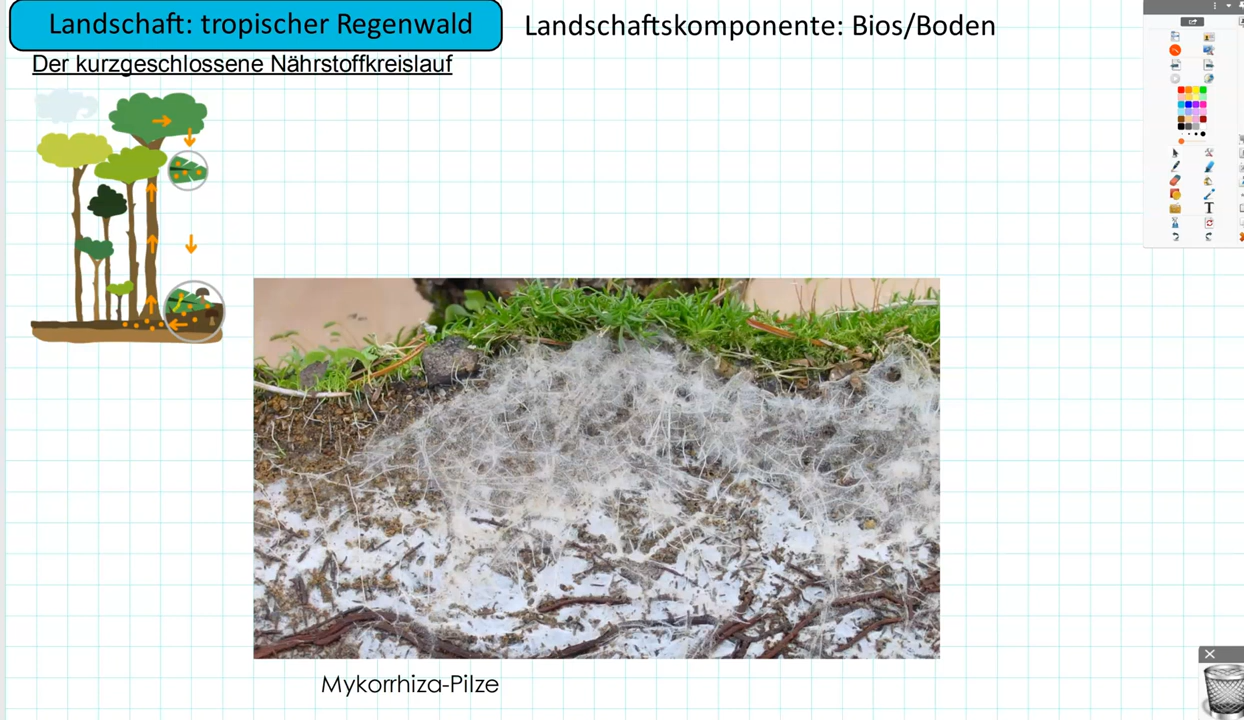 Landschaft: tropischer Regenwald
Landschaftskomponente: Bios/Boden
Der kurzgeschlossene Nährstoffkreislauf
Mykorrhiza-Pilze